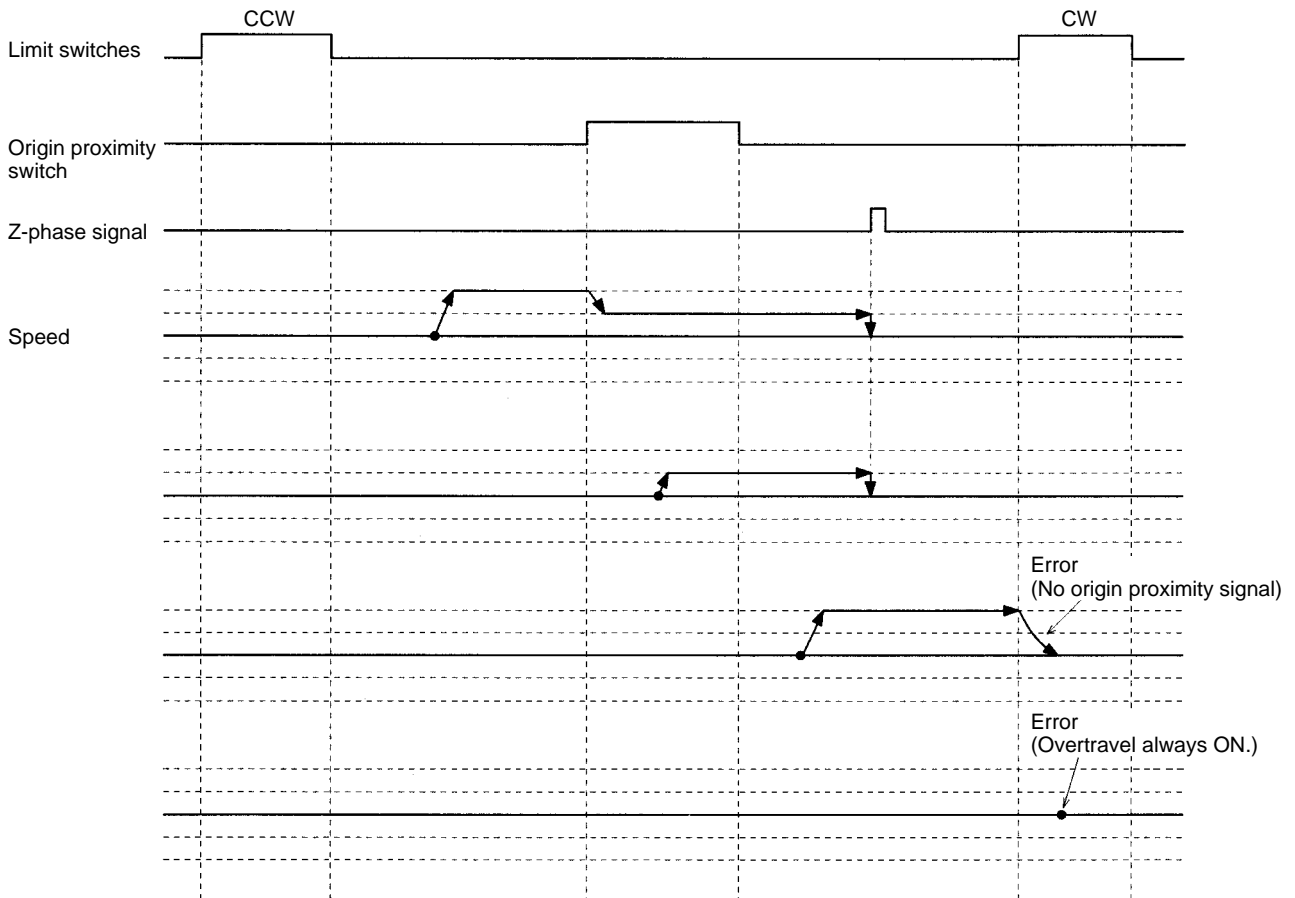 CCW
CW
Limit switches
Origin proximity
switch
Z-phase signal
Speed
Error
(No origin proximity signal)
Error
(Overtravel always ON.)